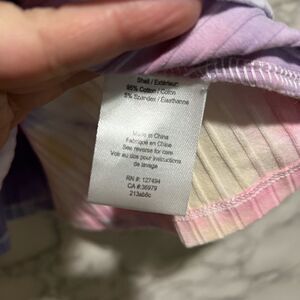 Shell / Extérieur:
95% Cotton / Coton
5% Spandex / Élasthanne
Made in China
Fabriqué en Chine
See reverse for care
Voir au dos pour instructions
de lavage
RN #: 127494
CA #:36979
213abbc